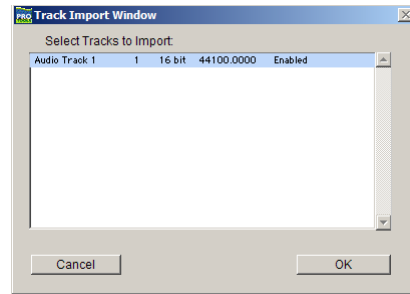 PRO Track Import Window
Select Tracks to Import:
Audio Track 1 1 16 bit 44100.0000 Enabled
Cancel OK